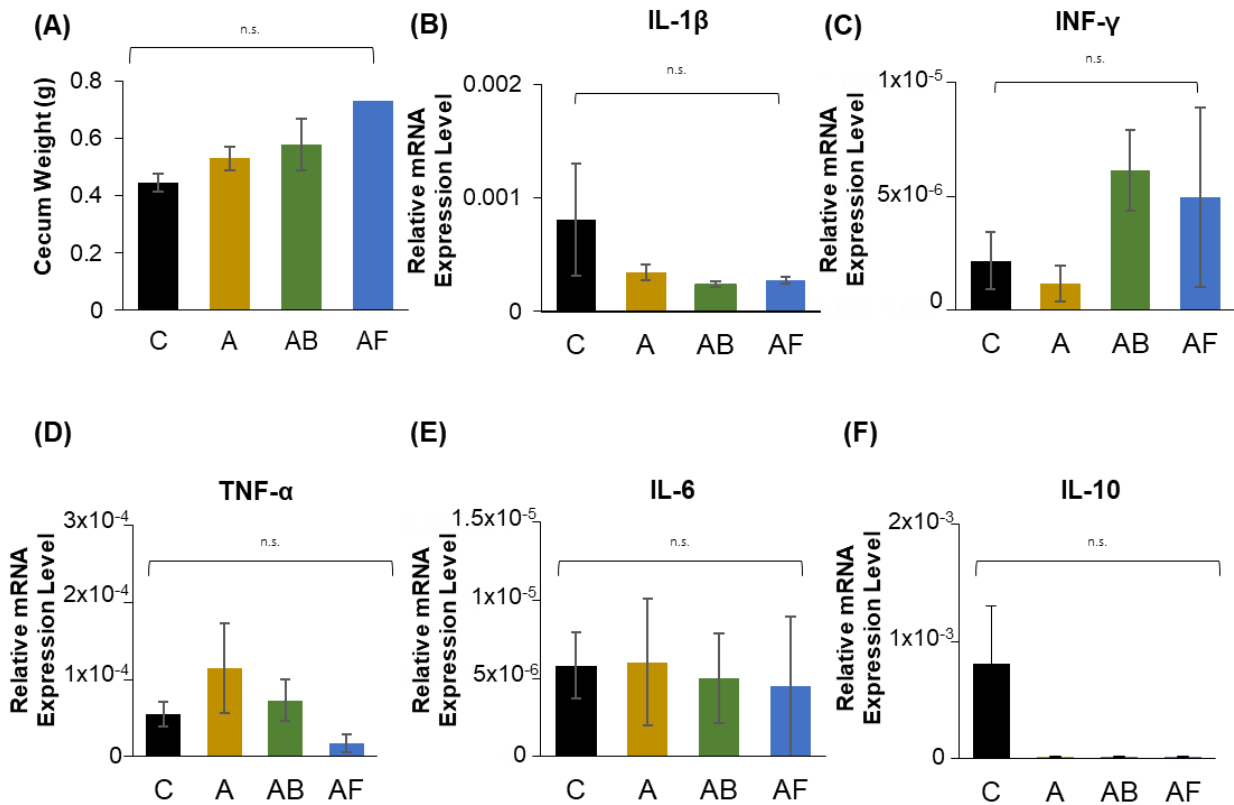 (A)
n.s.
Cecum Weight (g)
0.8
0.6
0.4
0.2
0
C A AB AF
(B)
IL-1β
n.s.
Relative mRNA
Expression Level
0.002
0.001
0
C A AB AF
(C)
INF-γ
n.s.
Relative mRNA
Expression Level
1x10-5
5x10-6
0
C A AB AF
(D)
TNF-α
n.s.
Relative mRNA
Expression Level
3x10-4
2x10-4
1x10-4
0
C A AB AF
(E)
IL-6
n.s.
Relative mRNA
Expression Level
1.5x10-5
1x10-5
5x10-6
0
C A AB AF
(F)
IL-10
n.s.
Relative mRNA
Expression Level
2x10-3
1x10-3
0
C A AB AF